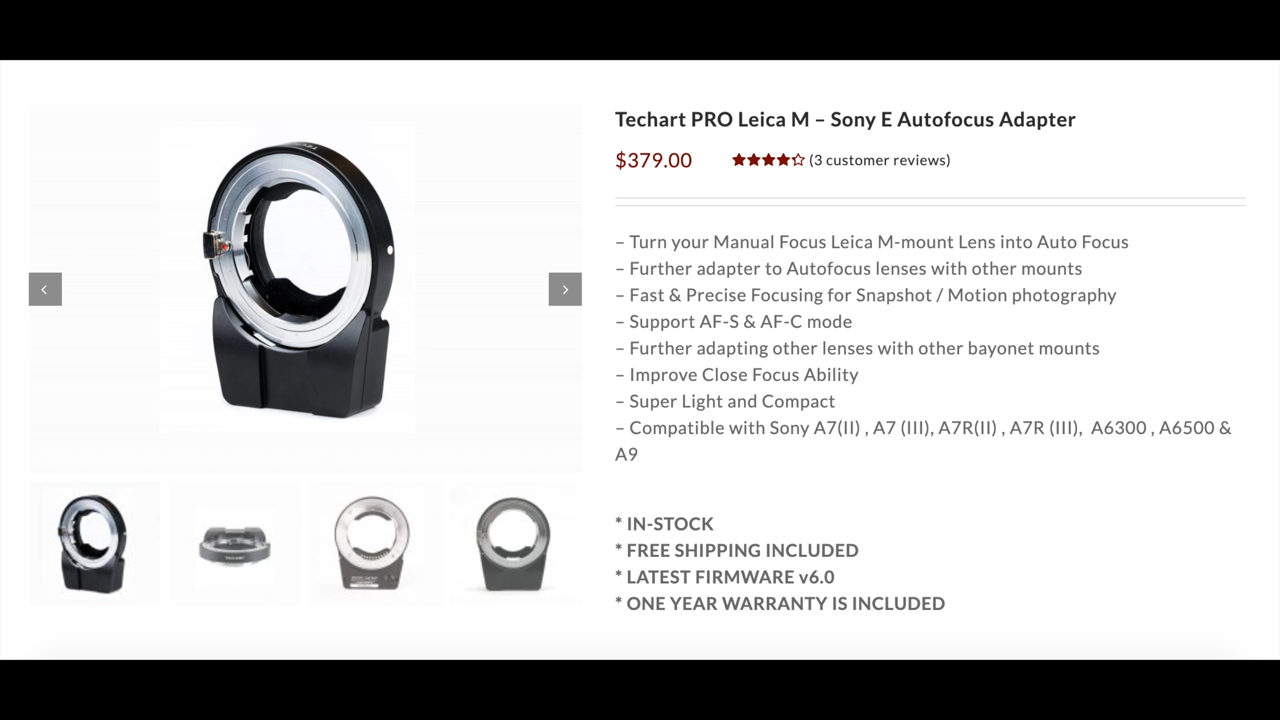 Techart PRO Leica M – Sony E Autofocus Adapter
$379.00 (3 customer reviews)
– Turn your Manual Focus Leica M-mount Lens into Auto Focus
– Further adapter to Autofocus lenses with other mounts
– Fast & Precise Focusing for Snapshot / Motion photography
– Support AF-S & AF-C mode
– Further adapting other lenses with other bayonet mounts
– Improve Close Focus Ability
– Super Light and Compact
– Compatible with Sony A7(II) , A7 (III), A7R(II) , A7R (III),  A6300 , A6500 &
A9
* IN-STOCK
* FREE SHIPPING INCLUDED
* LATEST FIRMWARE v6.0
* ONE YEAR WARRANTY IS INCLUDED